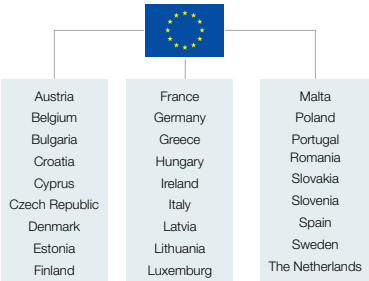 Austria
Belgium
Bulgaria
Croatia
Cyprus
Czech Republic
Denmark
Estonia
Finland
France
Germany
Greece
Hungary
Ireland
Italy
Latvia
Lithuania
Luxemburg
Malta
Poland
Portugal
Romania
Slovakia
Slovenia
Spain
Sweden
The Netherlands